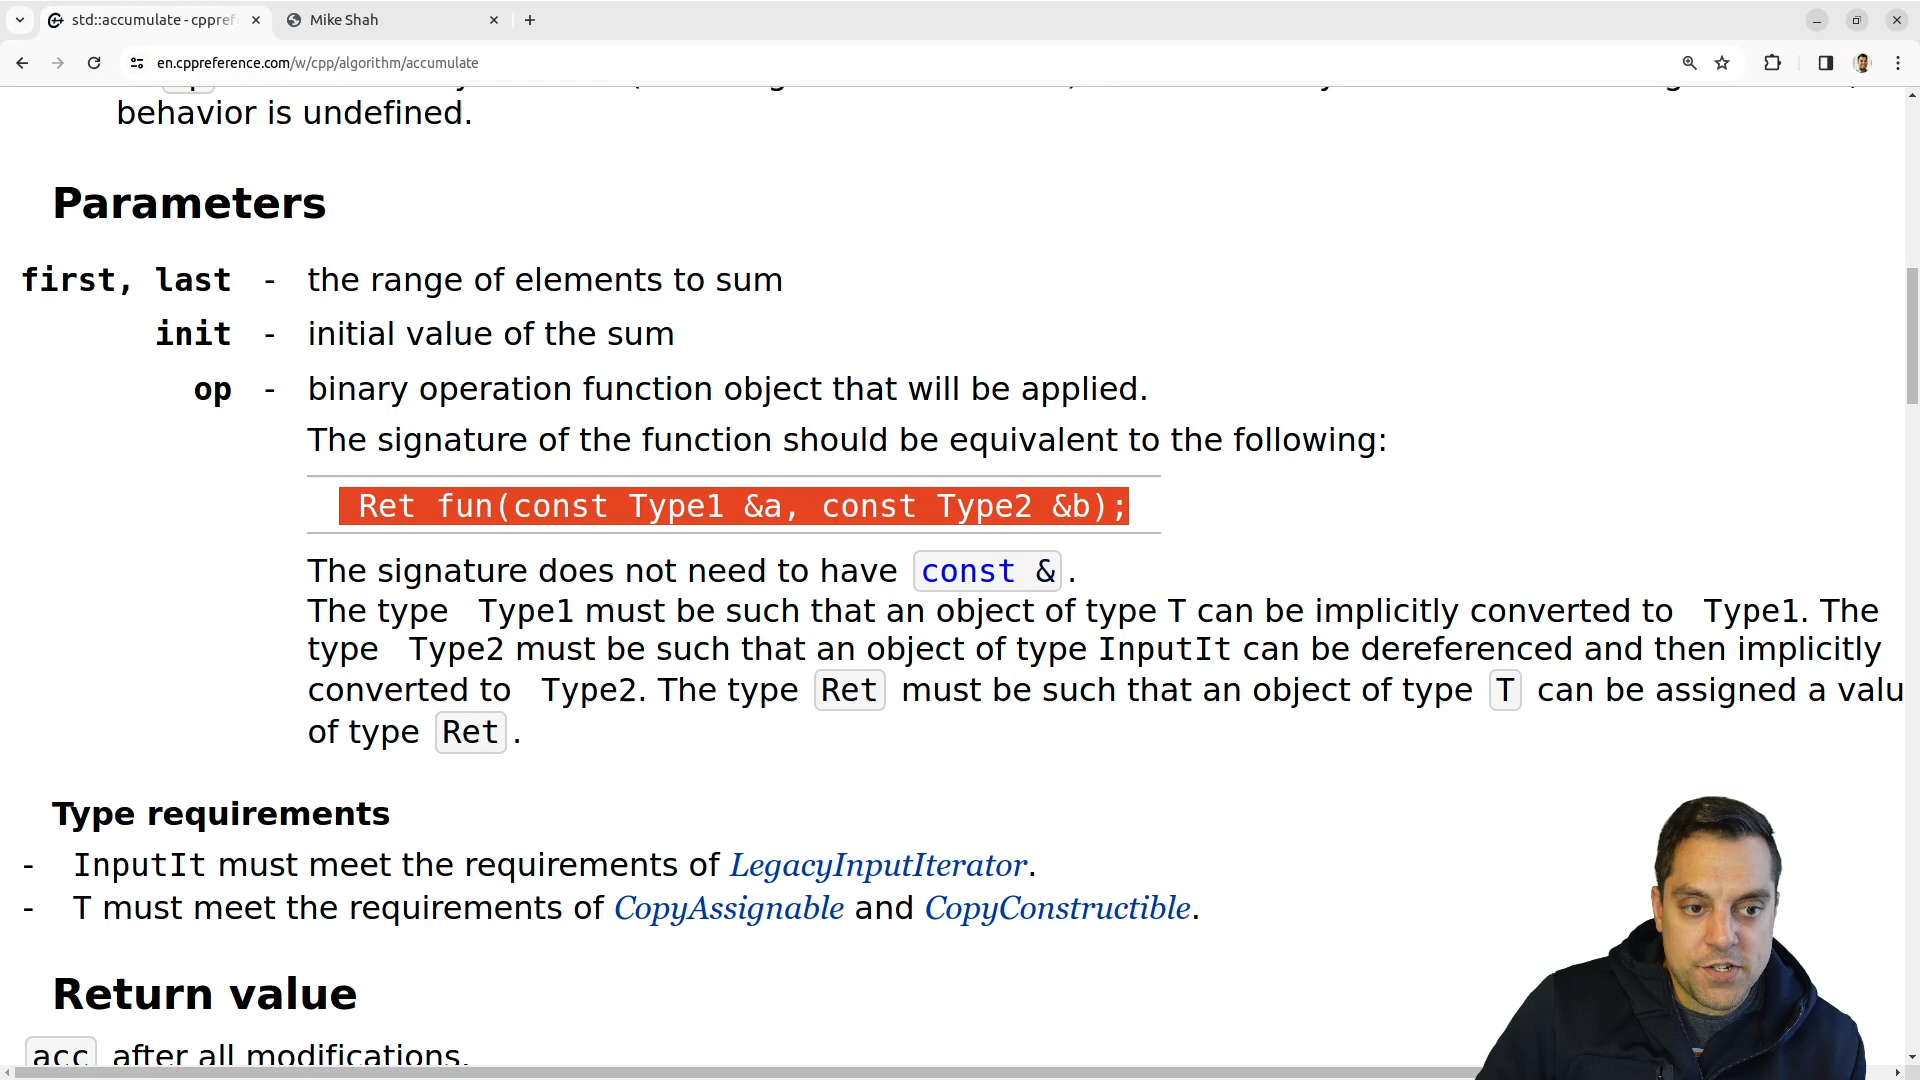 std::accumulate - cppref
Mike Shah
en.cppreference.com/w/cpp/algorithm/accumulate
behavior is undefined.
Parameters
first, last - the range of elements to sum
init - initial value of the sum
op - binary operation function object that will be applied.
The signature of the function should be equivalent to the following:
Ret fun(const Type1 &a, const Type2 &b);
The signature does not need to have const &.
The type Type1 must be such that an object of type T can be implicitly converted to Type1. The
type Type2 must be such that an object of type InputIt can be dereferenced and then implicitly
converted to Type2. The type Ret must be such that an object of type T can be assigned a valu
of type Ret.
Type requirements
- InputIt must meet the requirements of LegacyInputIterator.
- T must meet the requirements of CopyAssignable and CopyConstructible.
Return value
acc after all modifications.